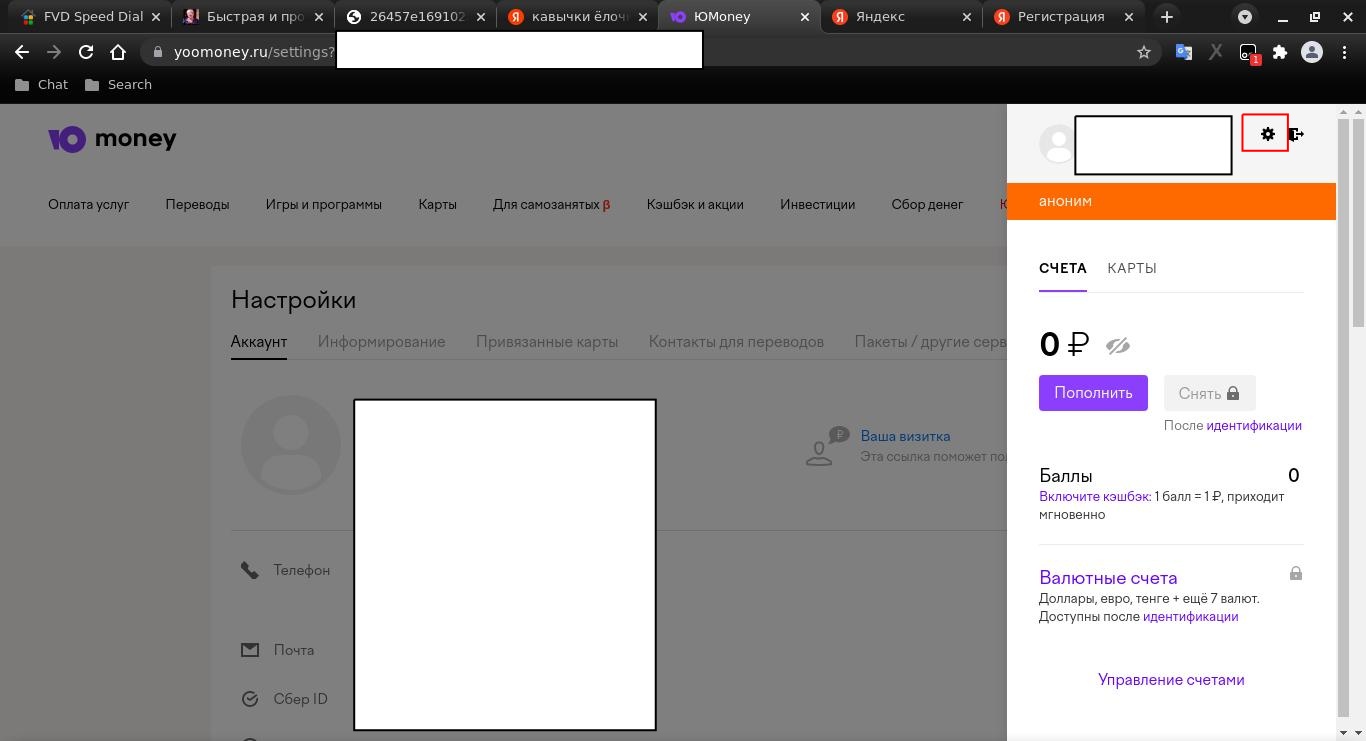 FVD Speed Dial
Быстрая и про
26457e169102
кавычки ёлоч
ЮMoney
Яндекс
Регистрация
yoomoney.ru/settings?
1
Chat
Search
money
Оплата услуг
Переводы
Игры и программы
Карты
Для самозанятых β
Кэшбэк и акции
Инвестиции
Сбор денег
Настройки
Аккаунт
Информирование
Привязанные карты
Контакты для переводов
Пакеты / другие серв
Ваша визитка
Эта ссылка поможет пол
Телефон
Почта
Сбер ID
аноним
СЧЕТА
КАРТЫ
0 ₽
Пополнить
Снять
После идентификации
Баллы
0
Включите кэшбэк: 1 балл = 1 ₽, приходит
мгновенно
Валютные счета
Доллары, евро, тенге + ещё 7 валют.
Доступны после идентификации
Управление счетами